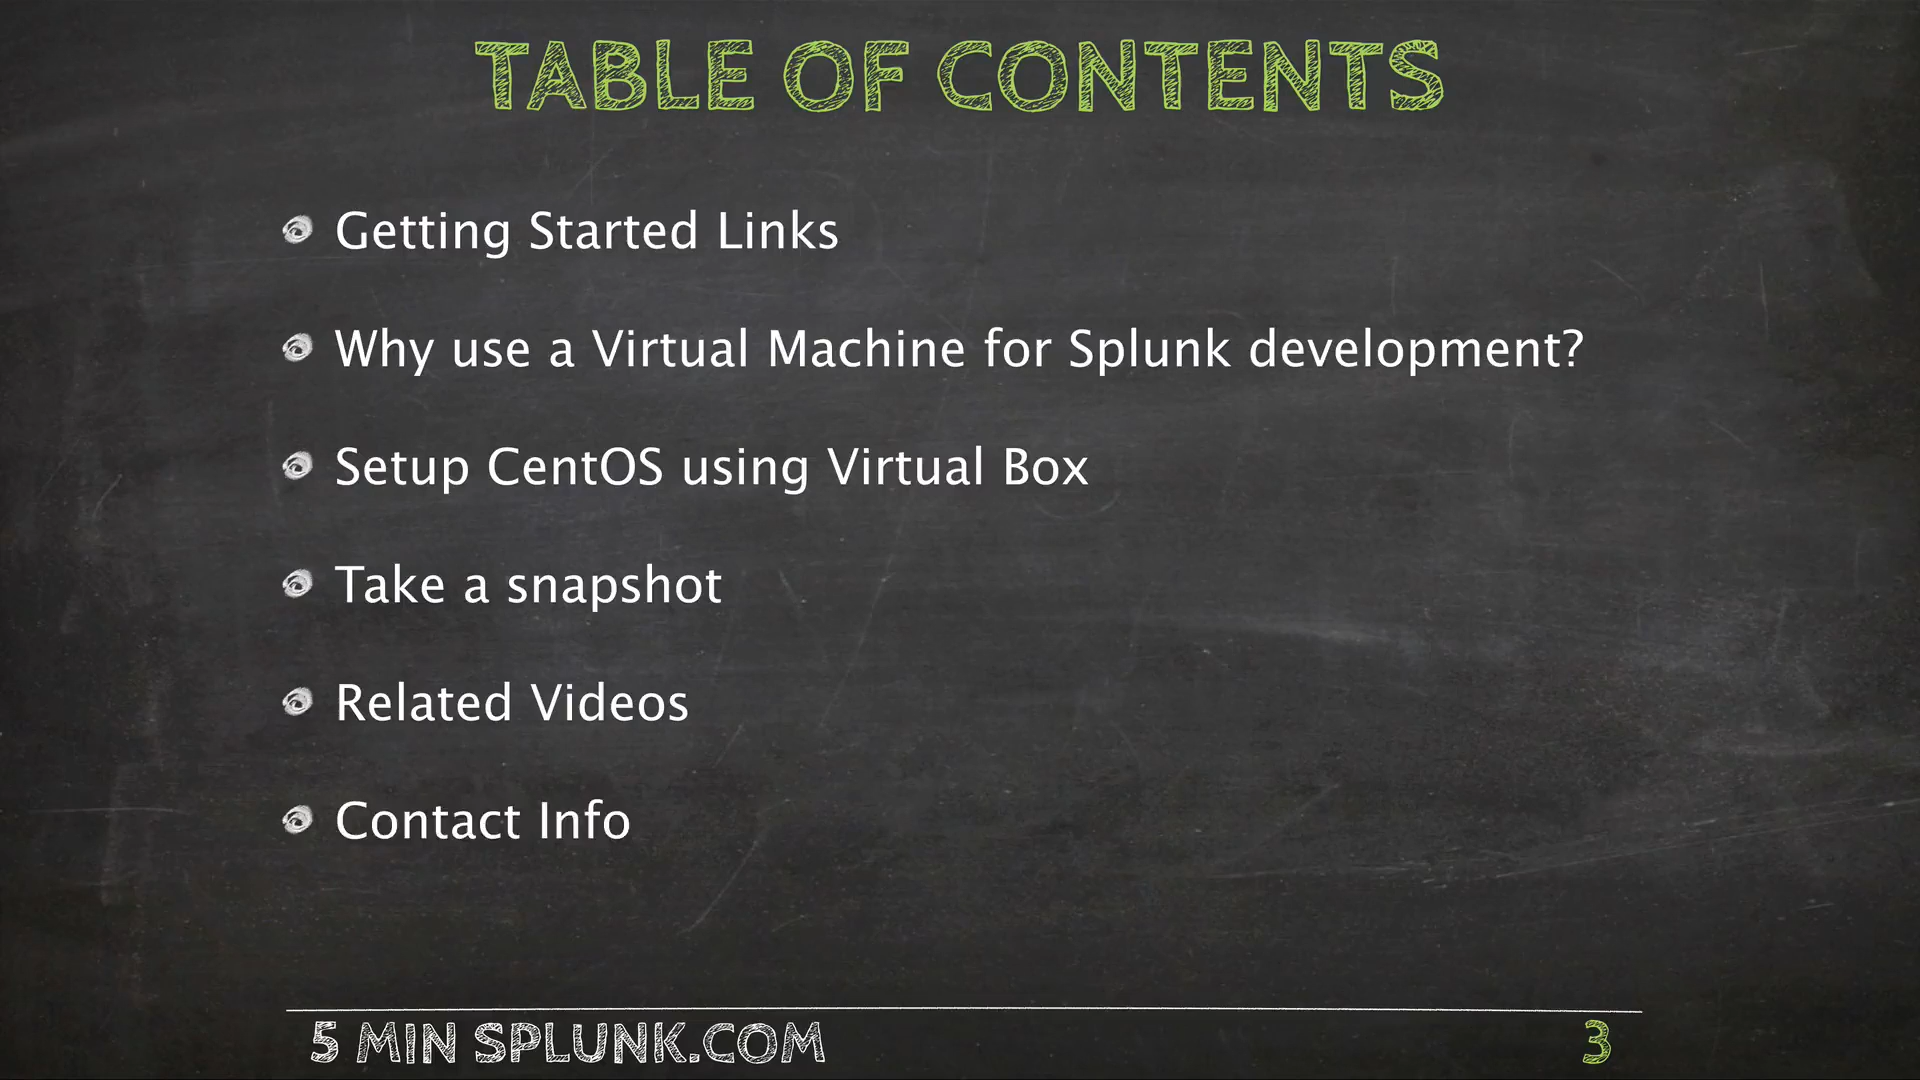 TABLE OF CONTENTS
Getting Started Links
Why use a Virtual Machine for Splunk development?
Setup CentOS using Virtual Box
Take a snapshot
Related Videos
Contact Info
5 MIN SPLUNK.COM
3